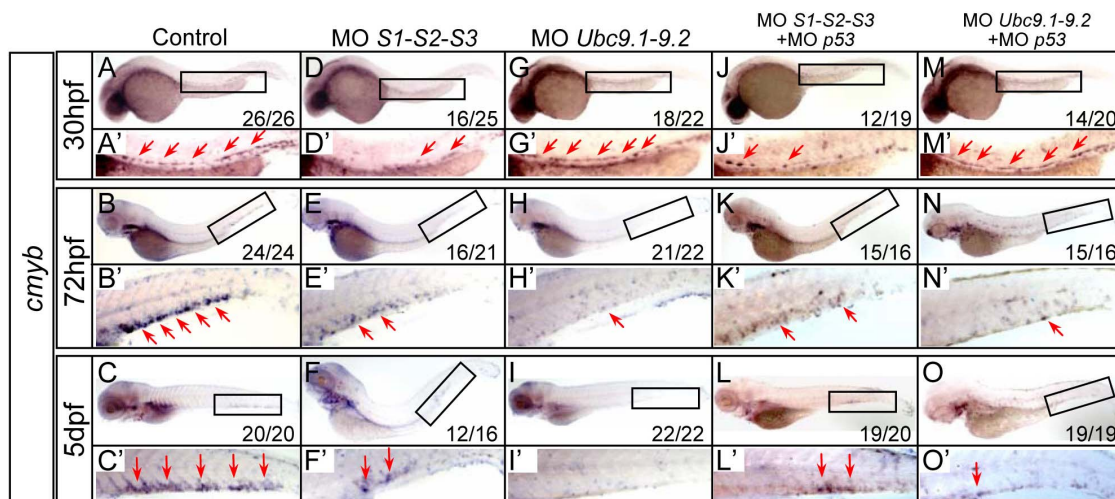 Control
MO S1-S2-S3
MO Ubc9.1-9.2
MO S1-S2-S3
+MO p53
MO Ubc9.1-9.2
+MO p53
cmyb
30hpf
A
26/26
D
16/25
G
18/22
J
12/19
M
14/20
A'
D'
G'
J'
M'
72hpf
B
24/24
E
16/21
H
21/22
K
15/16
N
15/16
B'
E'
H'
K'
N'
5dpf
C
20/20
F
12/16
I
22/22
L
19/20
O
19/19
C'
F'
I'
L'
O'